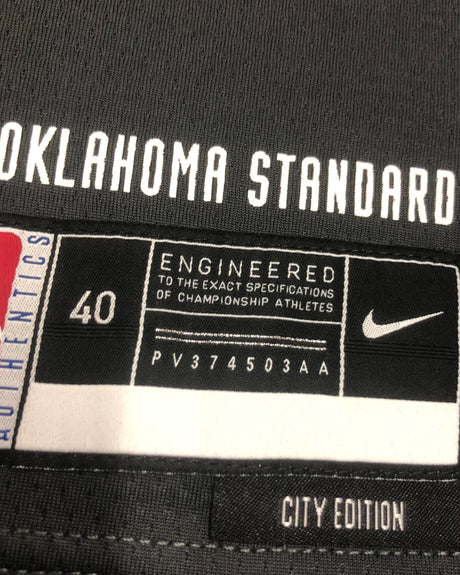 OKLAHOMA STANDARD
AUTHENTICS
40
ENGINEERED
TO THE EXACT SPECIFICATIONS
OF CHAMPIONSHIP ATHLETES
PV374503AA
CITY EDITION